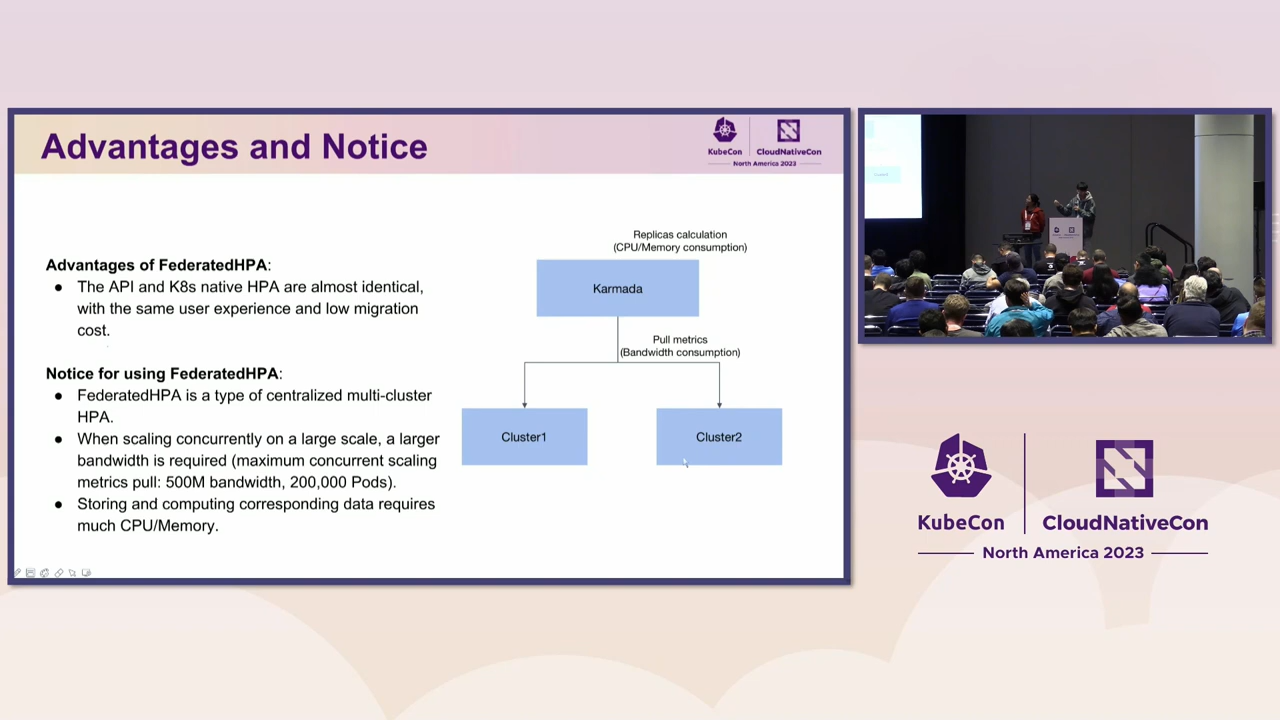 Advantages and Notice
KubeCon
CloudNativeCon
North America 2023
Advantages of FederatedHPA:
● The API and K8s native HPA are almost identical,
with the same user experience and low migration
cost.
Notice for using FederatedHPA:
● FederatedHPA is a type of centralized multi-cluster
HPA.
● When scaling concurrently on a large scale, a larger
bandwidth is required (maximum concurrent scaling
metrics pull: 500M bandwidth, 200,000 Pods).
● Storing and computing corresponding data requires
much CPU/Memory.
Replicas calculation
(CPU/Memory consumption)
Karmada
Pull metrics
(Bandwidth consumption)
Cluster1
Cluster2
KubeCon
CloudNativeCon
North America 2023